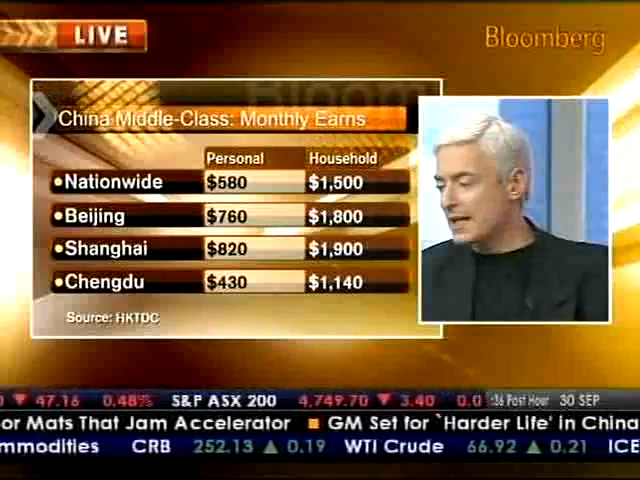 LIVE
Bloomberg
China Middle-Class: Monthly Earns
Personal Household
Nationwide $580 $1,500
Beijing $760 $1,800
Shanghai $820 $1,900
Chengdu $430 $1,140
Source: HKTDC
47.16 0.48% S&P ASX 200 4,749.70 3.40 0.0 :36 Post Hour 30 SEP
or Mats That Jam Accelerator GM Set for `Harder Life' in China
mmodities CRB 252.13 0.19 WTI Crude 66.92 0.21 ICE